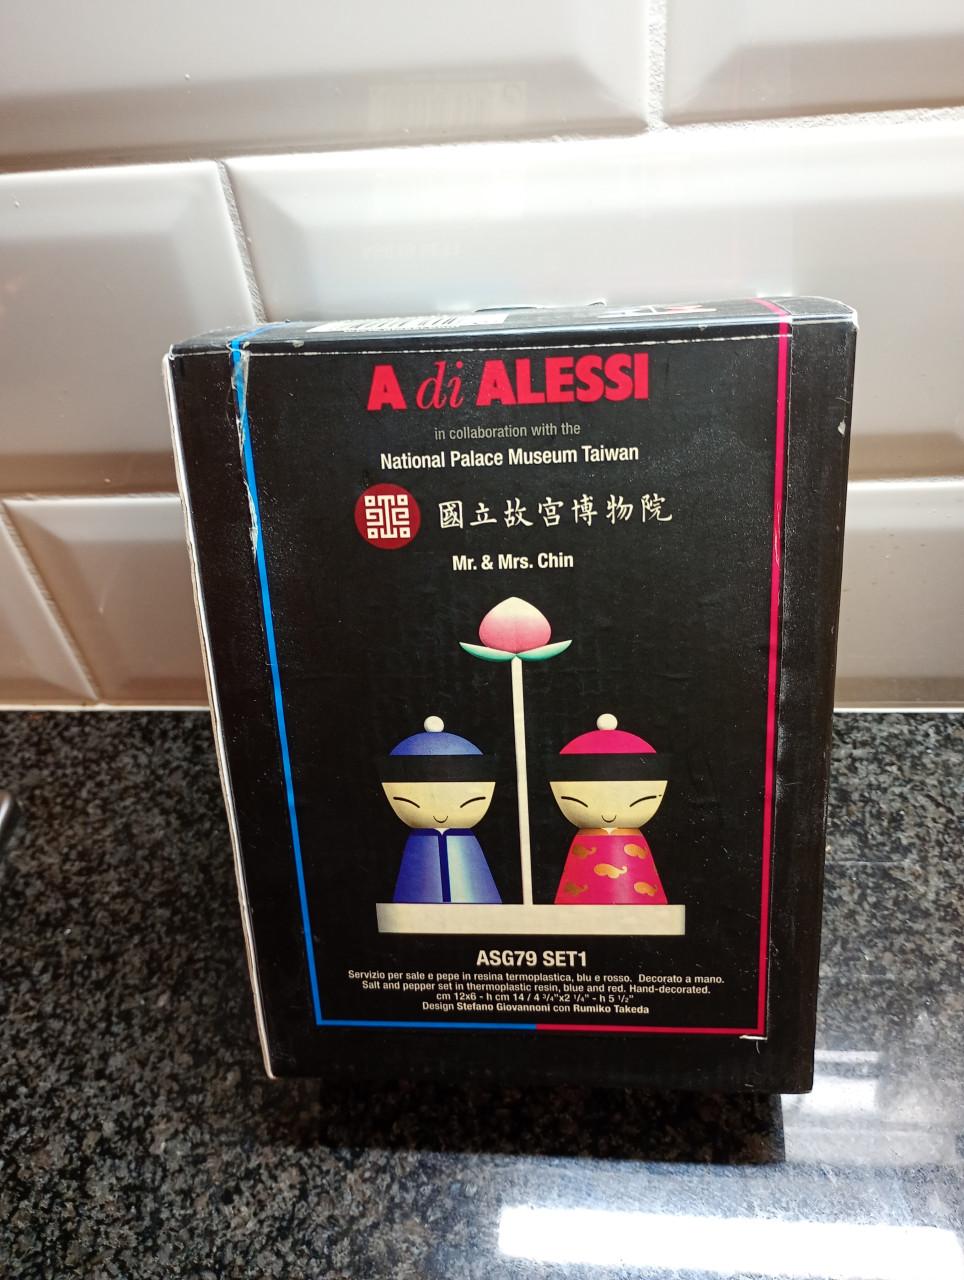 A di ALESSI
in collaboration with the
National Palace Museum Taiwan
國立故宮博物院
Mr. & Mrs. Chin
ASG79 SET1
Servizio per sale e pepe in resina termoplastica, blu e rosso. Decorato a mano.
Salt and pepper set in thermoplastic resin, blue and red. Hand-decorated.
cm 12x6 - h cm 14 / 4 3/4"x2 1/4" - h 5 1/2"
Design Stefano Giovannoni con Rumiko Takeda